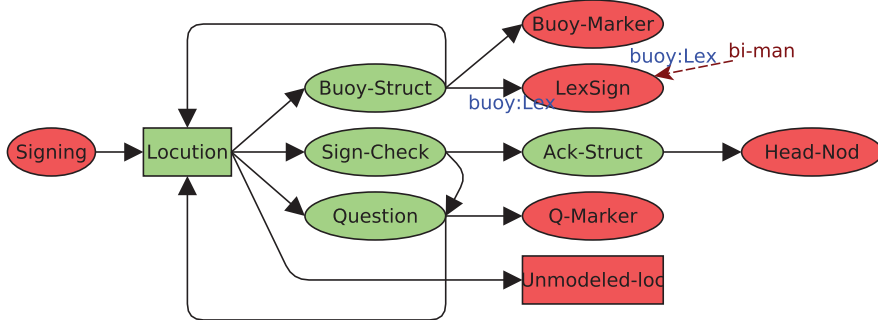 Buoy-Marker
bi-man
buoy:Lex
Buoy-Struct
LexSign
buoy:Lex
Signing
Locution
Sign-Check
Ack-Struct
Head-Nod
Question
Q-Marker
Unmodeled-loc